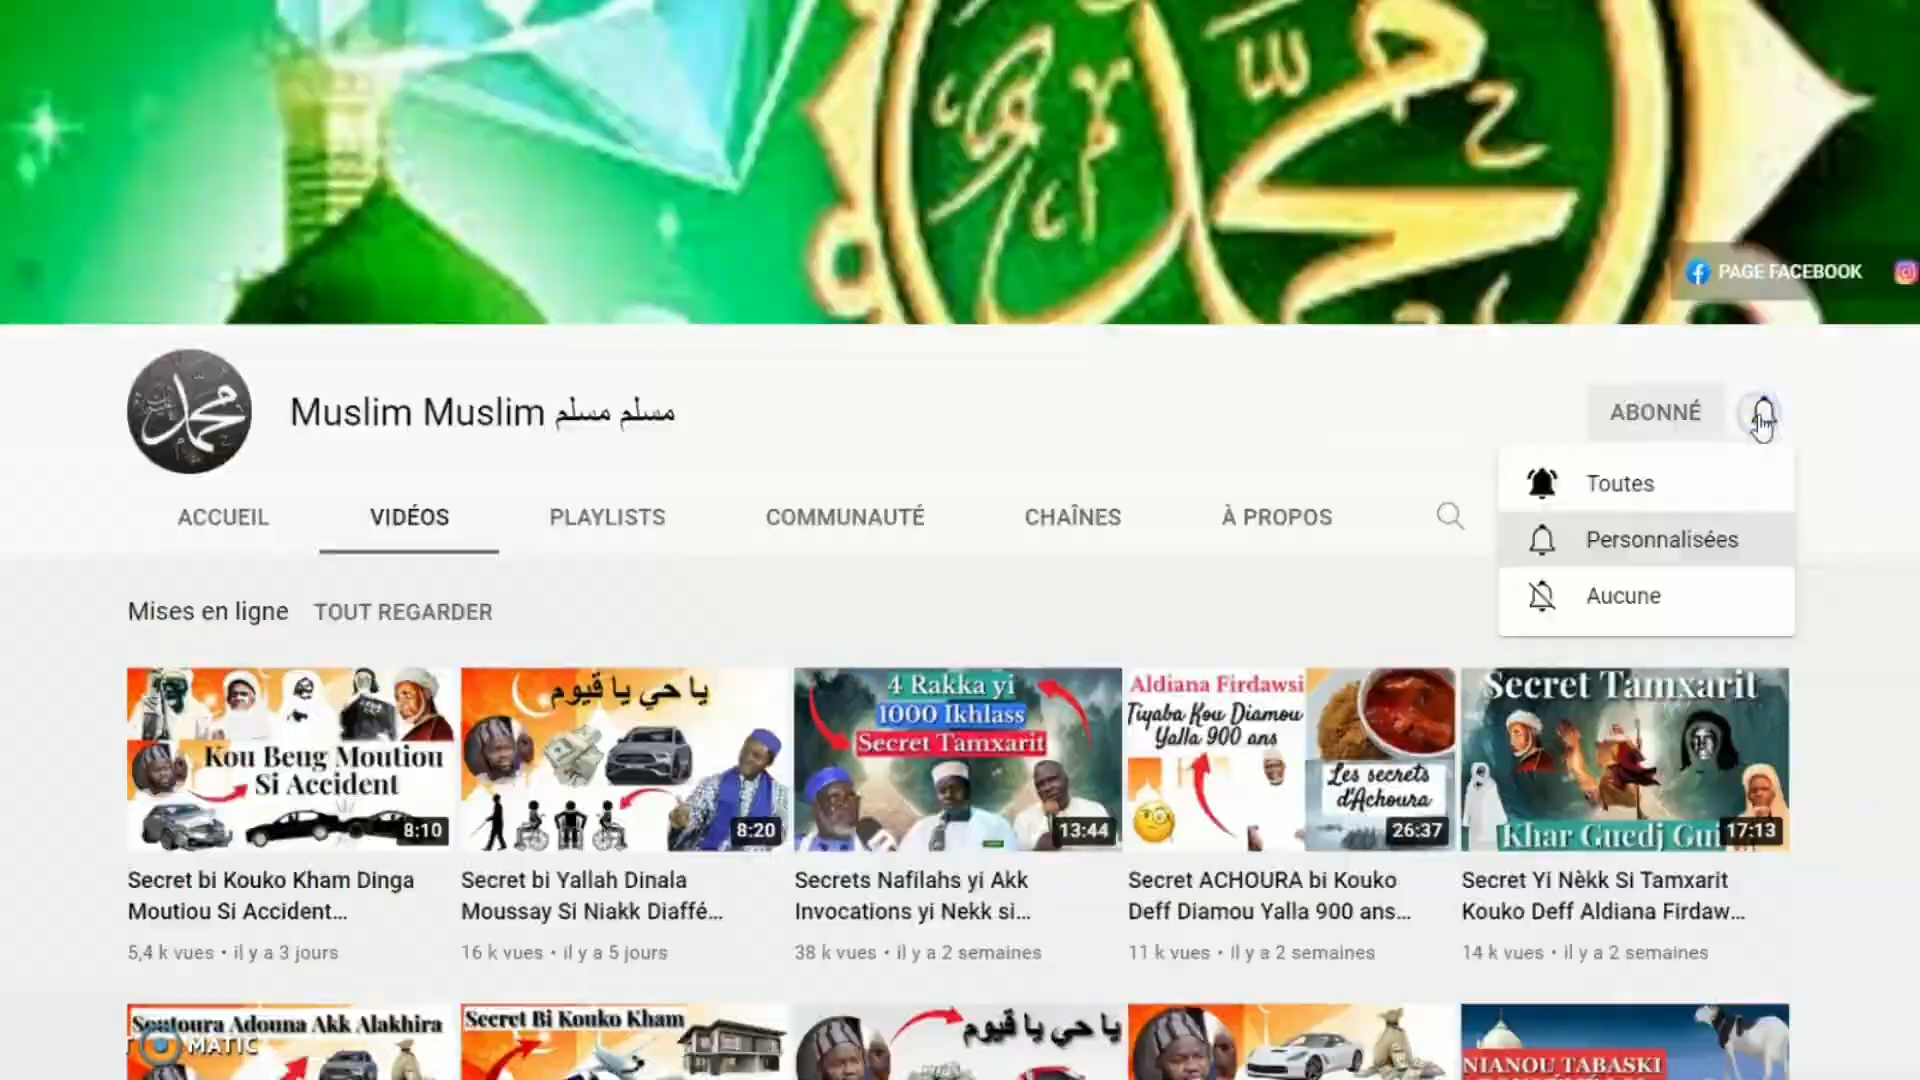 محمد
PAGE FACEBOOK
Muslim Muslim مسلم مسلم
ABONNÉ
Toutes
Personnalisées
Aucune
ACCUEIL
VIDÉOS
PLAYLISTS
COMMUNAUTÉ
CHAÎNES
À PROPOS
Mises en ligne TOUT REGARDER
Kou Beug Moutiou
Si Accident
8:10
Secret bi Kouko Kham Dinga
Moutiou Si Accident...
5,4 k vues • il y a 3 jours
يا حي يا قيوم
8:20
Secret bi Yallah Dinala
Moussay Si Niakk Diaffé...
16 k vues • il y a 5 jours
4 Rakka yi
1000 Ikhlass
Secret Tamxarit
13:44
Secrets Nafilahs yi Akk
Invocations yi Nekk si...
38 k vues • il y a 2 semaines
Aldiana Firdawsi
Tiyaba Kou Diamou
Yalla 900 ans
Les secrets
d'Achoura
26:37
Secret ACHOURA bi Kouko
Deff Diamou Yalla 900 ans...
11 k vues • il y a 2 semaines
Secret Tamxarit
Khar Guedj Gui
17:13
Secret Yi Nèkk Si Tamxarit
Kouko Deff Aldiana Firdaw...
14 k vues • il y a 2 semaines
Soutoura Adouna Akk Alakhira
MATIC
Secret Bi Kouko Kham
يا حي يا قيوم
NIANOU TABASKI